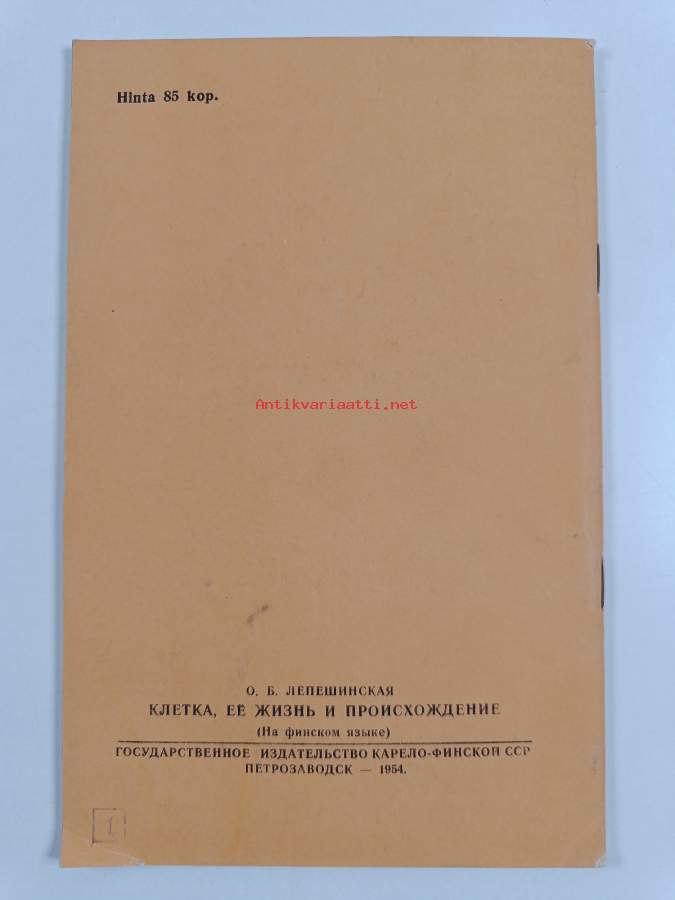 Hinta 85 kop.
Antikvariaatti.net
О. Б. ЛЕПЕШИНСКАЯ
КЛЕТКА, ЕЁ ЖИЗНЬ И ПРОИСХОЖДЕНИЕ
(На финском языке)
ГОСУДАРСТВЕННОЕ ИЗДАТЕЛЬСТВО КАРЕЛО-ФИНСКОЙ ССР
ПЕТРОЗАВОДСК — 1954.
1